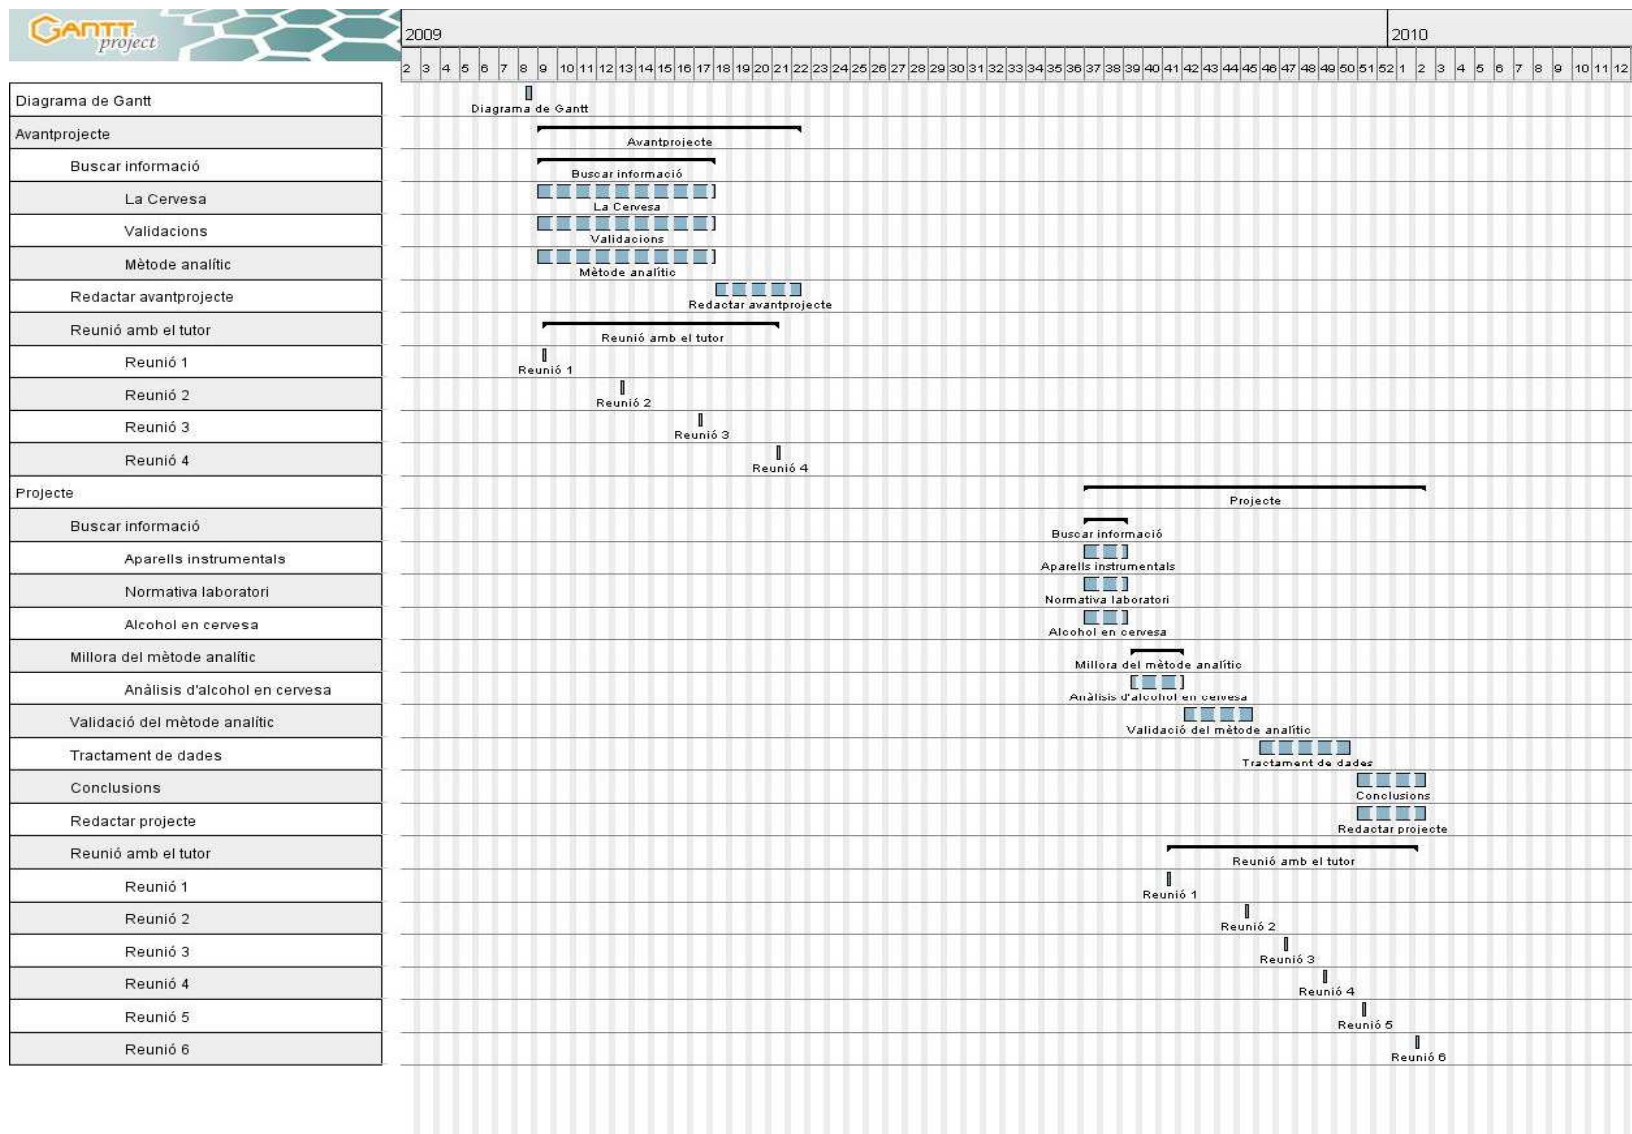 GANTT
project
2009 2010
2 3 4 5 6 7 8 9 10 11 12 13 14 15 16 17 18 19 20 21 22 23 24 25 26 27 28 29 30 31 32 33 34 35 36 37 38 39 40 41 42 43 44 45 46 47 48 49 50 51 52 1 2 3 4 5 6 7 8 9 10 11 12
Diagrama de Gantt
Diagrama de Gantt
Avantprojecte
Avantprojecte
Buscar informació
Buscar informació
La Cervesa
La Cervesa
Validacions
Validacions
Mètode analític
Mètode analític
Redactar avantprojecte
Redactar avantprojecte
Reunió amb el tutor
Reunió amb el tutor
Reunió 1
Reunió 1
Reunió 2
Reunió 2
Reunió 3
Reunió 3
Reunió 4
Reunió 4
Projecte
Projecte
Buscar informació
Buscar informació
Aparells instrumentals
Aparells instrumentals
Normativa laboratori
Normativa laboratori
Alcohol en cervesa
Alcohol en cervesa
Millora del mètode analític
Millora del mètode analític
Anàlisis d'alcohol en cervesa
Anàlisis d'alcohol en cervesa
Validació del mètode analític
Validació del mètode analític
Tractament de dades
Tractament de dades
Conclusions
Conclusions
Redactar projecte
Redactar projecte
Reunió amb el tutor
Reunió amb el tutor
Reunió 1
Reunió 1
Reunió 2
Reunió 2
Reunió 3
Reunió 3
Reunió 4
Reunió 4
Reunió 5
Reunió 5
Reunió 6
Reunió 6